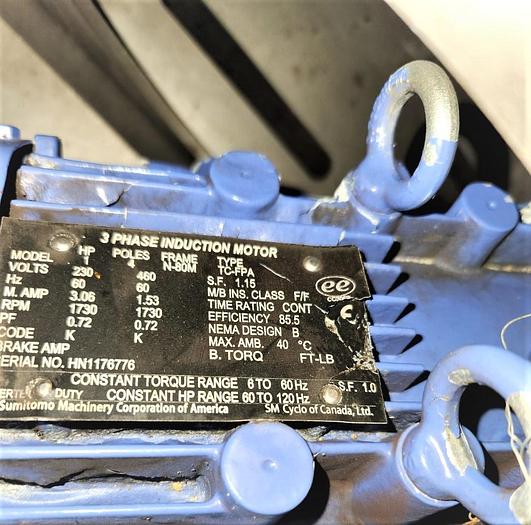 3 PHASE INDUCTION MOTOR
MODEL HP 1 POLES 4 FRAME N-80M TYPE TC-FPA
VOLTS 230 460 S.F. 1.15
Hz 60 60 M/B INS. CLASS F/F
M. AMP 3.06 1.53 TIME RATING CONT
RPM 1730 1730 EFFICIENCY 85.5
PF 0.72 0.72 NEMA DESIGN B
CODE K K MAX. AMB. 40 °C
BRAKE AMP B. TORQ FT-LB
SERIAL NO. HN1176776
ee
CONSTANT TORQUE RANGE 6 TO 60 Hz
DUTY CONSTANT HP RANGE 60 TO 120 Hz S.F. 1.0
Sumitomo Machinery Corporation of America SM Cyclo of Canada, Ltd.